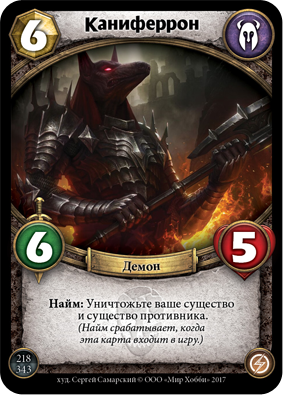 6
Каниферрон
6
Демон
5
Найм: Уничтожьте ваше существо
и существо противника.
(Найм срабатывает, когда
эта карта входит в игру.)
218
343
худ. Сергей Самарский © ООО «Мир Хобби» 2017